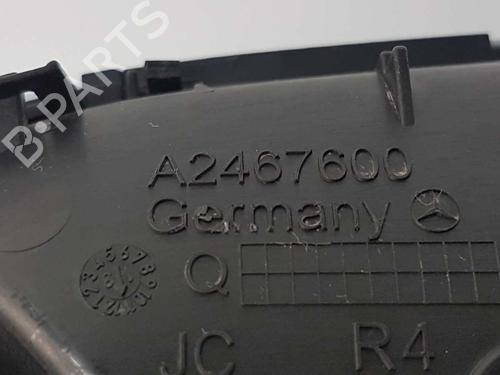 B-PARTS
A2467600
Germany
Q
JC R4